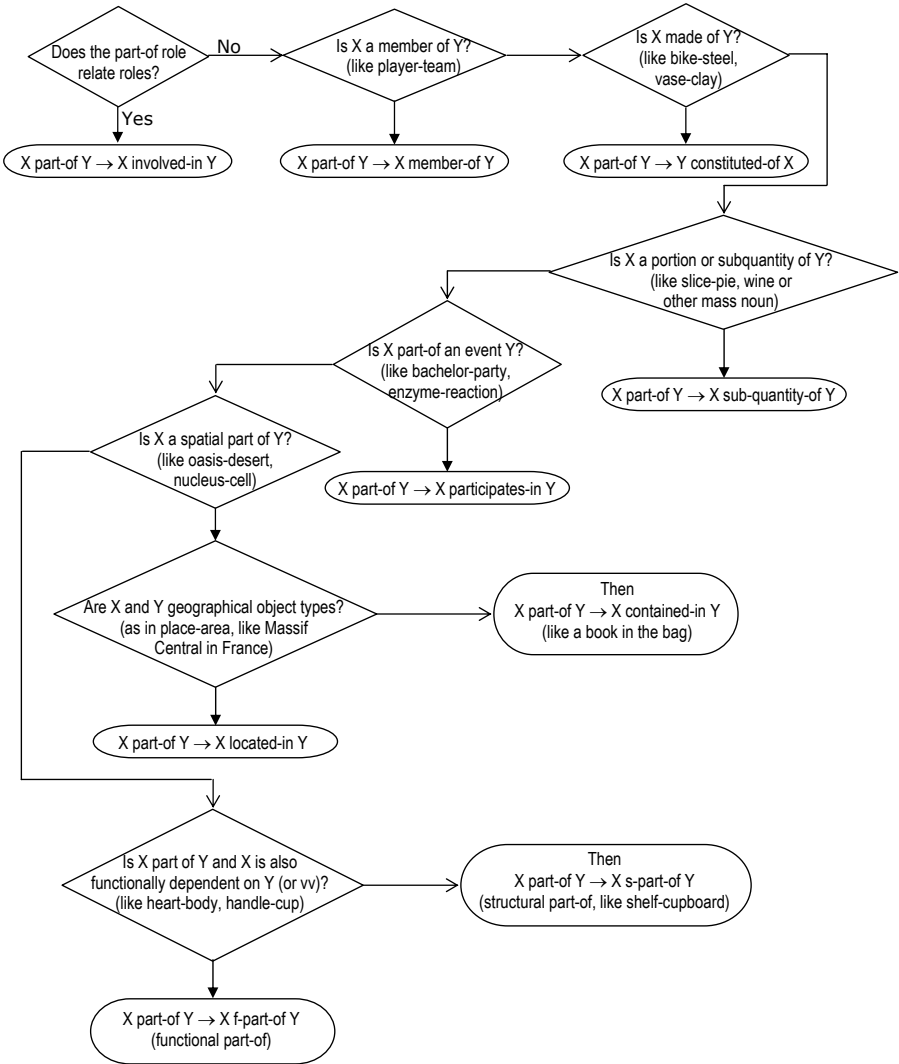 Does the part-of role
relate roles?
No
Yes
X part-of Y → X involved-in Y
Is X a member of Y?
(like player-team)
X part-of Y → X member-of Y
Is X made of Y?
(like bike-steel,
vase-clay)
X part-of Y → Y constituted-of X
Is X a portion or subquantity of Y?
(like slice-pie, wine or
other mass noun)
X part-of Y → X sub-quantity-of Y
Is X part-of an event Y?
(like bachelor-party,
enzyme-reaction)
X part-of Y → X participates-in Y
Is X a spatial part of Y?
(like oasis-desert,
nucleus-cell)
Are X and Y geographical object types?
(as in place-area, like Massif
Central in France)
Then
X part-of Y → X contained-in Y
(like a book in the bag)
X part-of Y → X located-in Y
Is X part of Y and X is also
functionally dependent on Y (or vv)?
(like heart-body, handle-cup)
Then
X part-of Y → X s-part-of Y
(structural part-of, like shelf-cupboard)
X part-of Y → X f-part-of Y
(functional part-of)